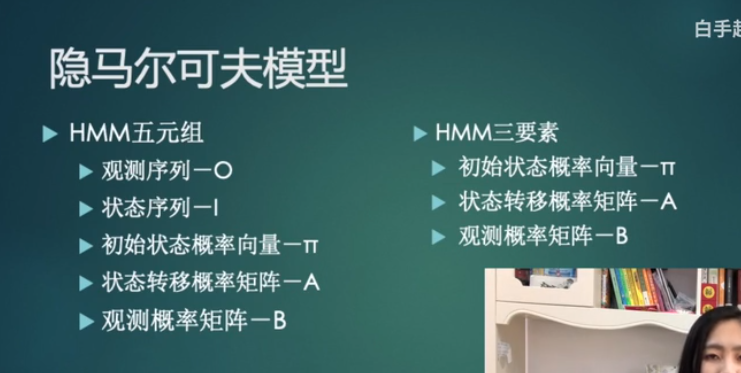 白手起
隐马尔可夫模型
HMM五元组
观测序列－O
状态序列－I
初始状态概率向量－π
状态转移概率矩阵－A
观测概率矩阵－B
HMM三要素
初始状态概率向量－π
状态转移概率矩阵－A
观测概率矩阵－B